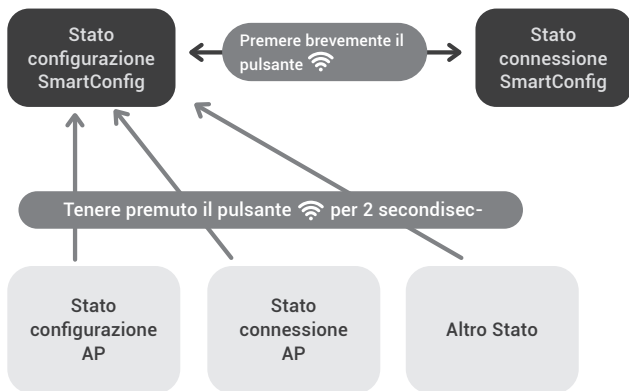 Stato
configurazione
SmartConfig
Premere brevemente il
pulsante
Stato
connessione
SmartConfig
Tenere premuto il pulsante per 2 secondisec-
Stato
configurazione
AP
Stato
connessione
AP
Altro Stato